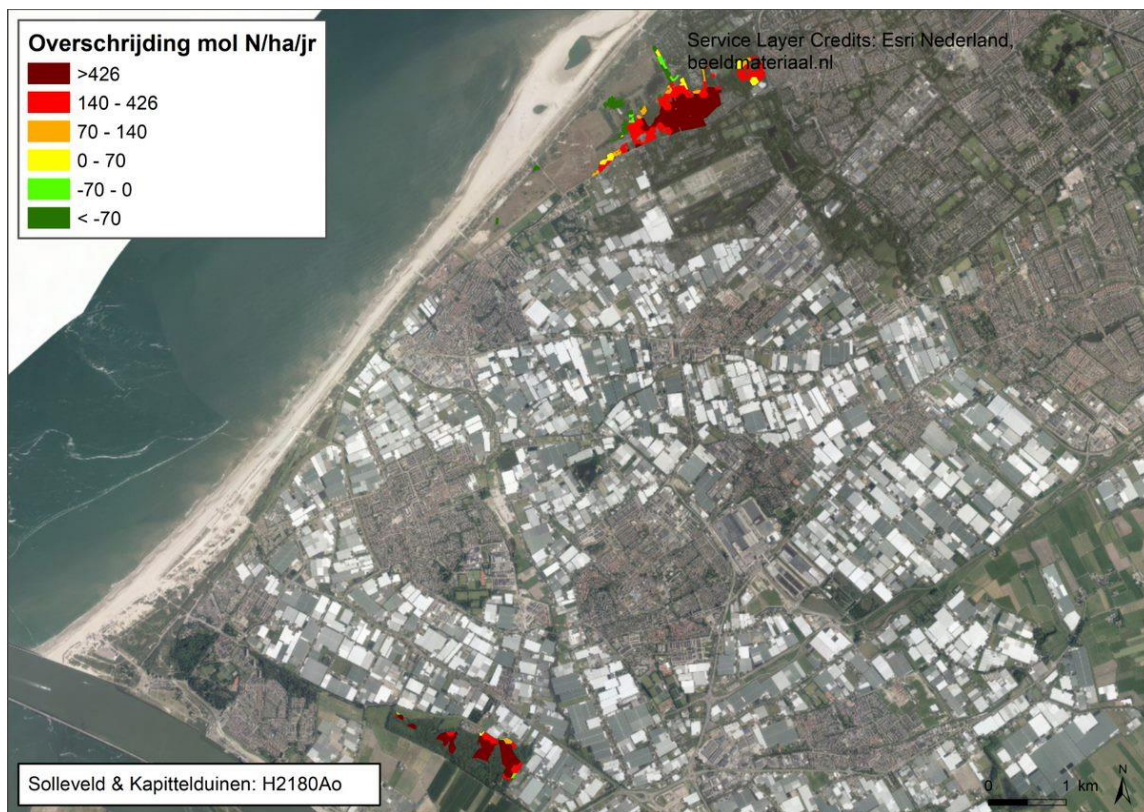 Overschrijding mol N/ha/jr
>426
140 - 426
70 - 140
0 - 70
-70 - 0
< -70
Service Layer Credits: Esri Nederland,
beeldmateriaal.nl
Solleveld & Kapittelduinen: H2180Ao
0 1 km
N